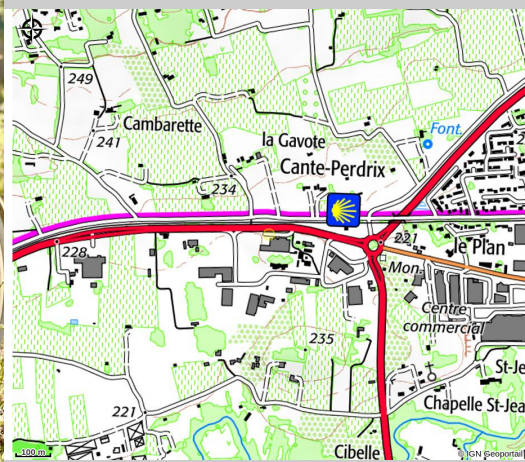 249
Cambarette
Font.
241
la Gavote
Cante-Perdrix
234
221
le Plan
228
Mon.
Centre
commercial
235
St-Je
221
Chapelle St-Jea
Cibelle
100 m
© IGN Geoportail